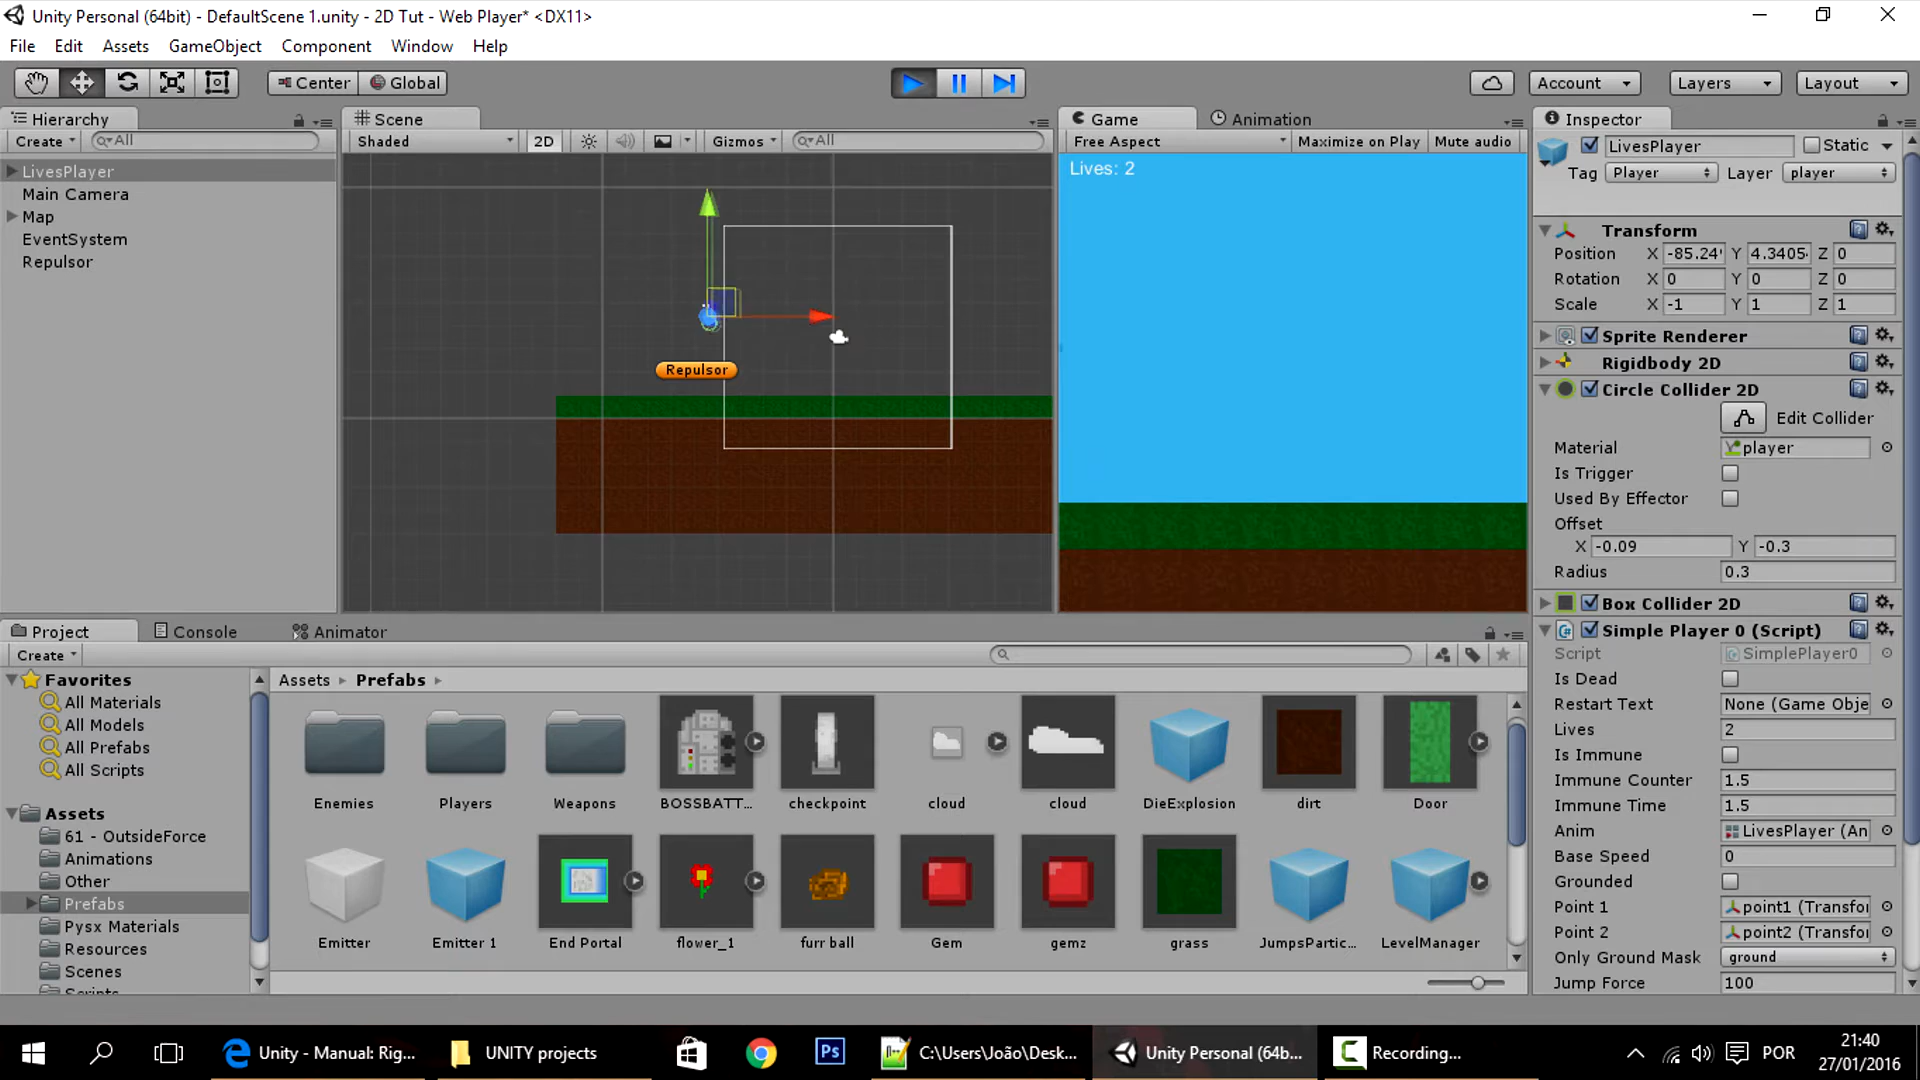 Unity Personal (64bit) - DefaultScene 1.unity - 2D Tut - Web Player* <DX11>
File Edit Assets GameObject Component Window Help
Center Global Account Layers Layout
Hierarchy
Create All
LivesPlayer
Main Camera
Map
EventSystem
Repulsor
Scene
Shaded 2D Gizmos All
Repulsor
Game Animation
Free Aspect Maximize on Play Mute audio
Lives: 2
Inspector
LivesPlayer Static
Tag Player Layer player
Transform
Position X -85.24 Y 4.3405 Z 0
Rotation X 0 Y 0 Z 0
Scale X -1 Y 1 Z 1
Sprite Renderer
Rigidbody 2D
Circle Collider 2D
Edit Collider
Material player
Is Trigger
Used By Effector
Offset
X -0.09 Y -0.3
Radius 0.3
Box Collider 2D
Simple Player 0 (Script)
Script SimplePlayer0
Is Dead
Restart Text None (Game Obje
Lives 2
Is Immune
Immune Counter 1.5
Immune Time 1.5
Anim LivesPlayer (An
Base Speed 0
Grounded
Point 1 point1 (Transfor
Point 2 point2 (Transfor
Only Ground Mask ground
Jump Force 100
Project Console Animator
Create
Favorites
All Materials
All Models
All Prefabs
All Scripts
Assets
61 - OutsideForce
Animations
Other
Prefabs
Pysx Materials
Resources
Scenes
Scripts
Assets Prefabs
Enemies Players Weapons BOSSBATT... checkpoint cloud cloud DieExplosion dirt Door
Emitter Emitter 1 End Portal flower_1 furr ball Gem gemz grass JumpsPartic... LevelManager
Unity - Manual: Rig... UNITY projects Ps C:\Users\João\Desk... Unity Personal (64b... Recording... POR 21:40
27/01/2016